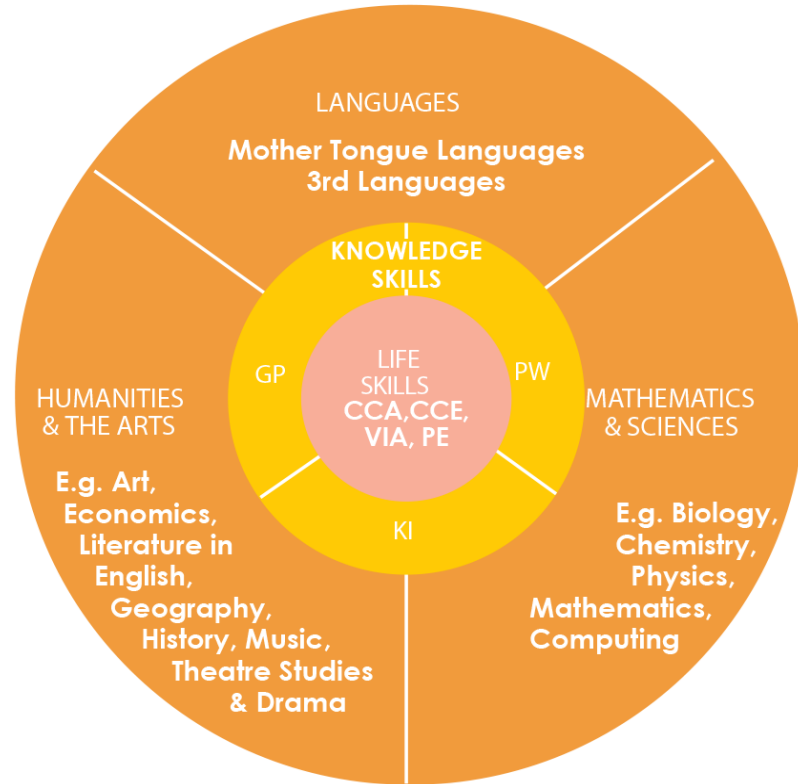 LANGUAGES
Mother Tongue Languages
3rd Languages
KNOWLEDGE
SKILLS
GP
PW
LIFE
SKILLS
CCA,CCE,
VIA, PE
KI
HUMANITIES
& THE ARTS
E.g. Art,
Economics,
Literature in
English,
Geography,
History, Music,
Theatre Studies
& Drama
MATHEMATICS
& SCIENCES
E.g. Biology,
Chemistry,
Physics,
Mathematics,
Computing